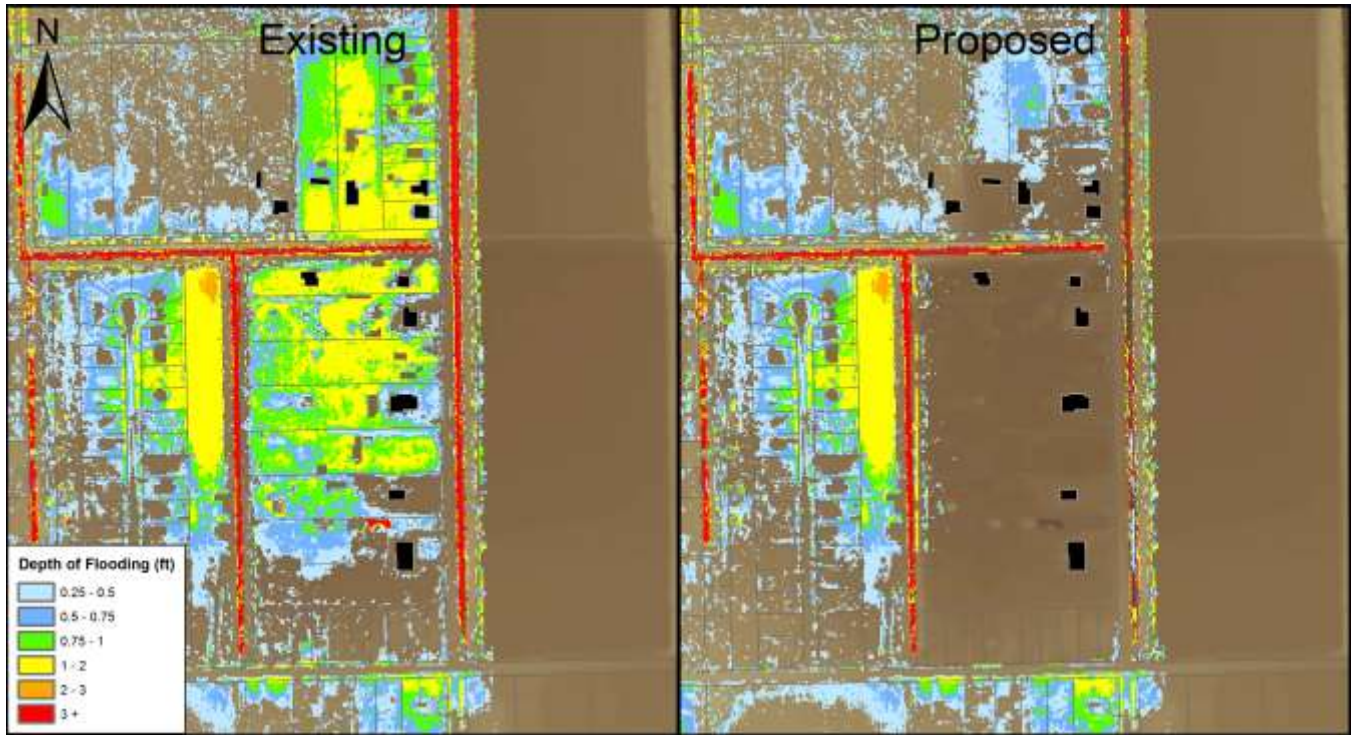 N
Existing
Proposed
Depth of Flooding (ft)
0.25 - 0.5
0.5 - 0.75
0.75 - 1
1 - 2
2 - 3
3 +